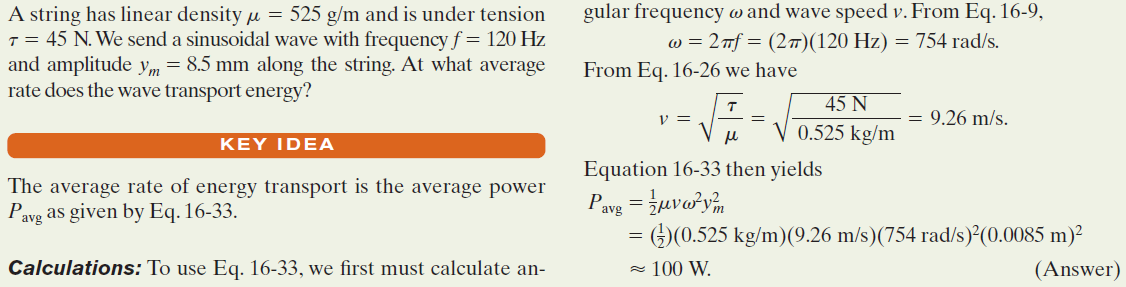 A string has linear density μ = 525 g/m and is under tension
τ = 45 N. We send a sinusoidal wave with frequency f = 120 Hz
and amplitude yₘ = 8.5 mm along the string. At what average
rate does the wave transport energy?
KEY IDEA
The average rate of energy transport is the average power
P_avg as given by Eq. 16-33.
Calculations: To use Eq. 16-33, we first must calculate an-
gular frequency ω and wave speed v. From Eq. 16-9,
ω = 2πf = (2π)(120 Hz) = 754 rad/s.
From Eq. 16-26 we have
v = √(τ/μ) = √(45 N/0.525 kg/m) = 9.26 m/s.
Equation 16-33 then yields
P_avg = ½μvω²yₘ²
= (½)(0.525 kg/m)(9.26 m/s)(754 rad/s)²(0.0085 m)²
≈ 100 W. (Answer)